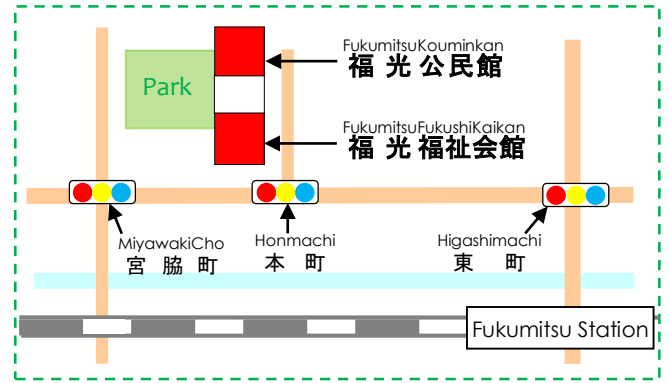 FukumitsuKouminkan
福光公民館
Park
FukumitsuFukushiKaikan
福光福祉会館
MiyawakiCho
宮脇町
Honmachi
本町
Higashimachi
東町
Fukumitsu Station